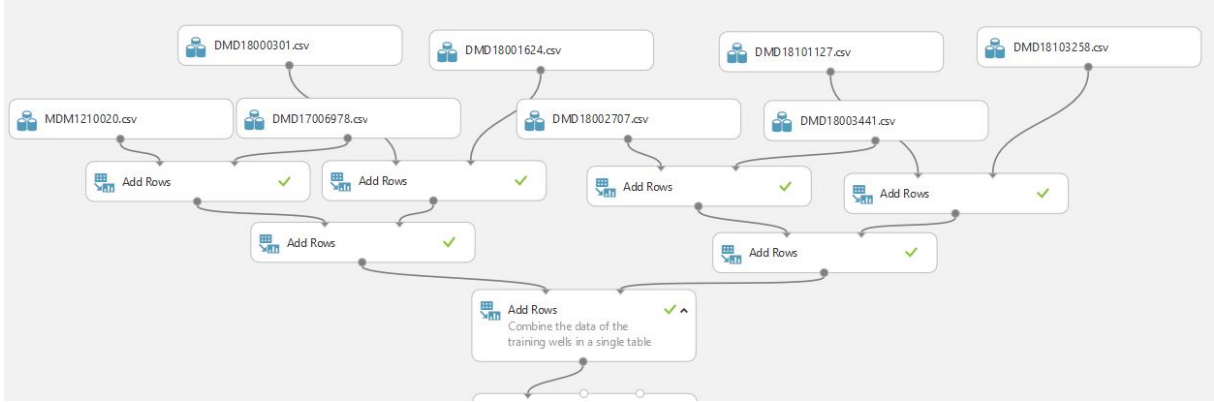 DMD18000301.csv
DMD18001624.csv
DMD18101127.csv
DMD18103258.csv
MDM1210020.csv
DMD17006978.csv
DMD18002707.csv
DMD18003441.csv
Add Rows
Add Rows
Add Rows
Add Rows
Add Rows
Add Rows
Add Rows
Combine the data of the
training wells in a single table